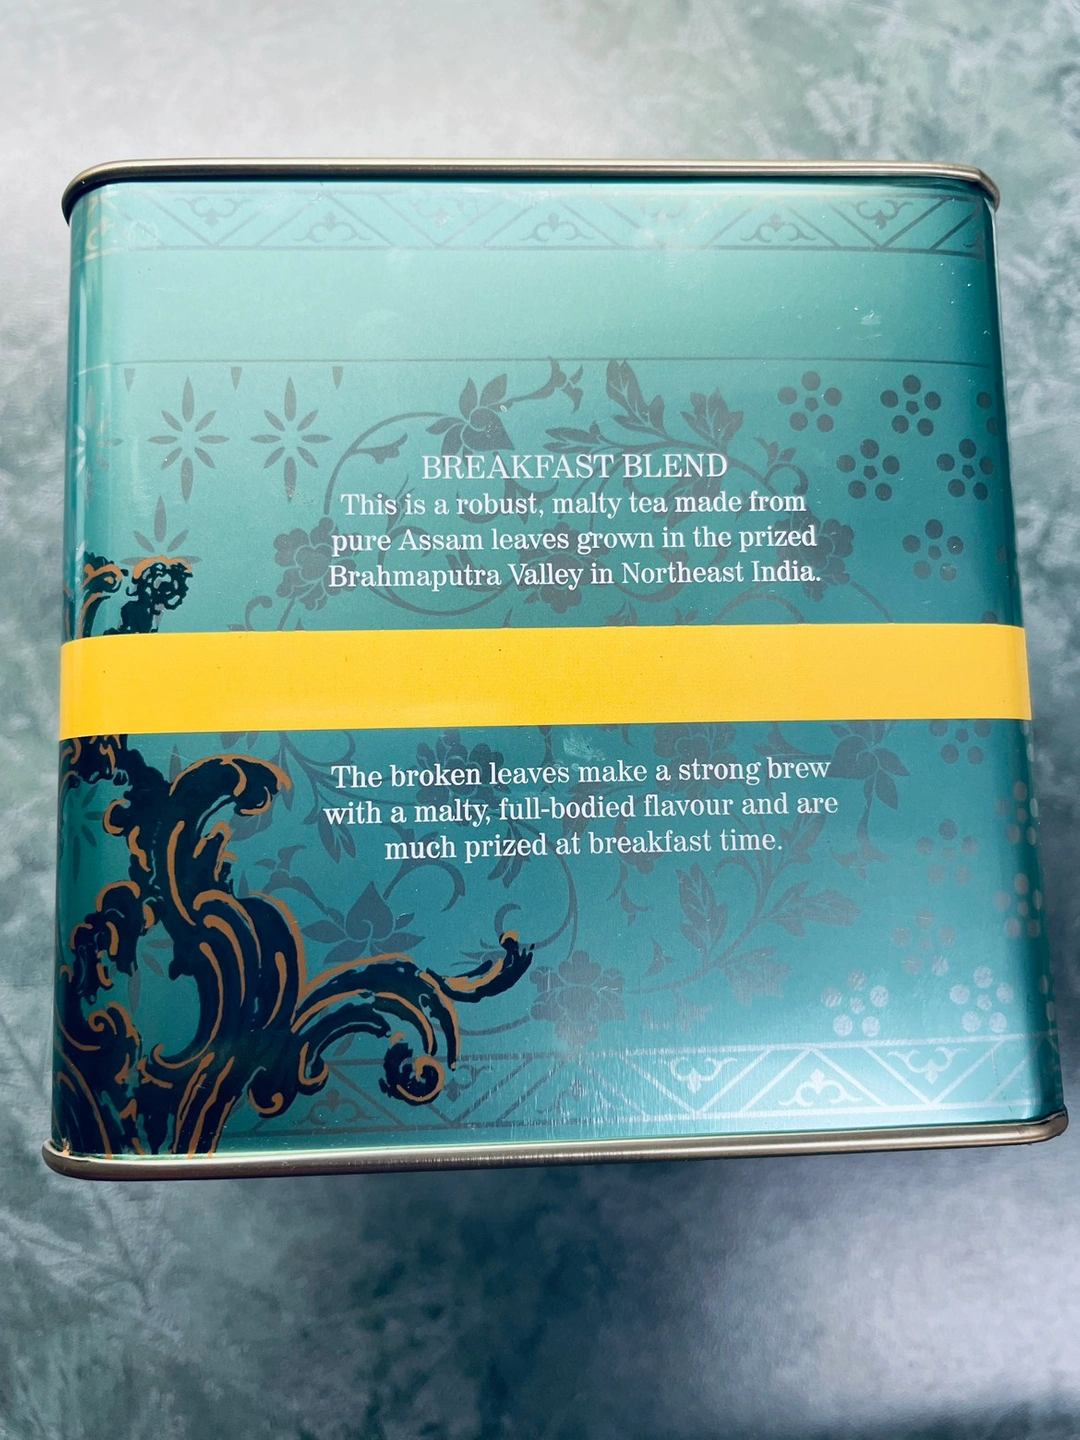 BREAKFAST BLEND
This is a robust, malty tea made from
pure Assam leaves grown in the prized
Brahmaputra Valley in Northeast India.
The broken leaves make a strong brew
with a malty, full-bodied flavour and are
much prized at breakfast time.